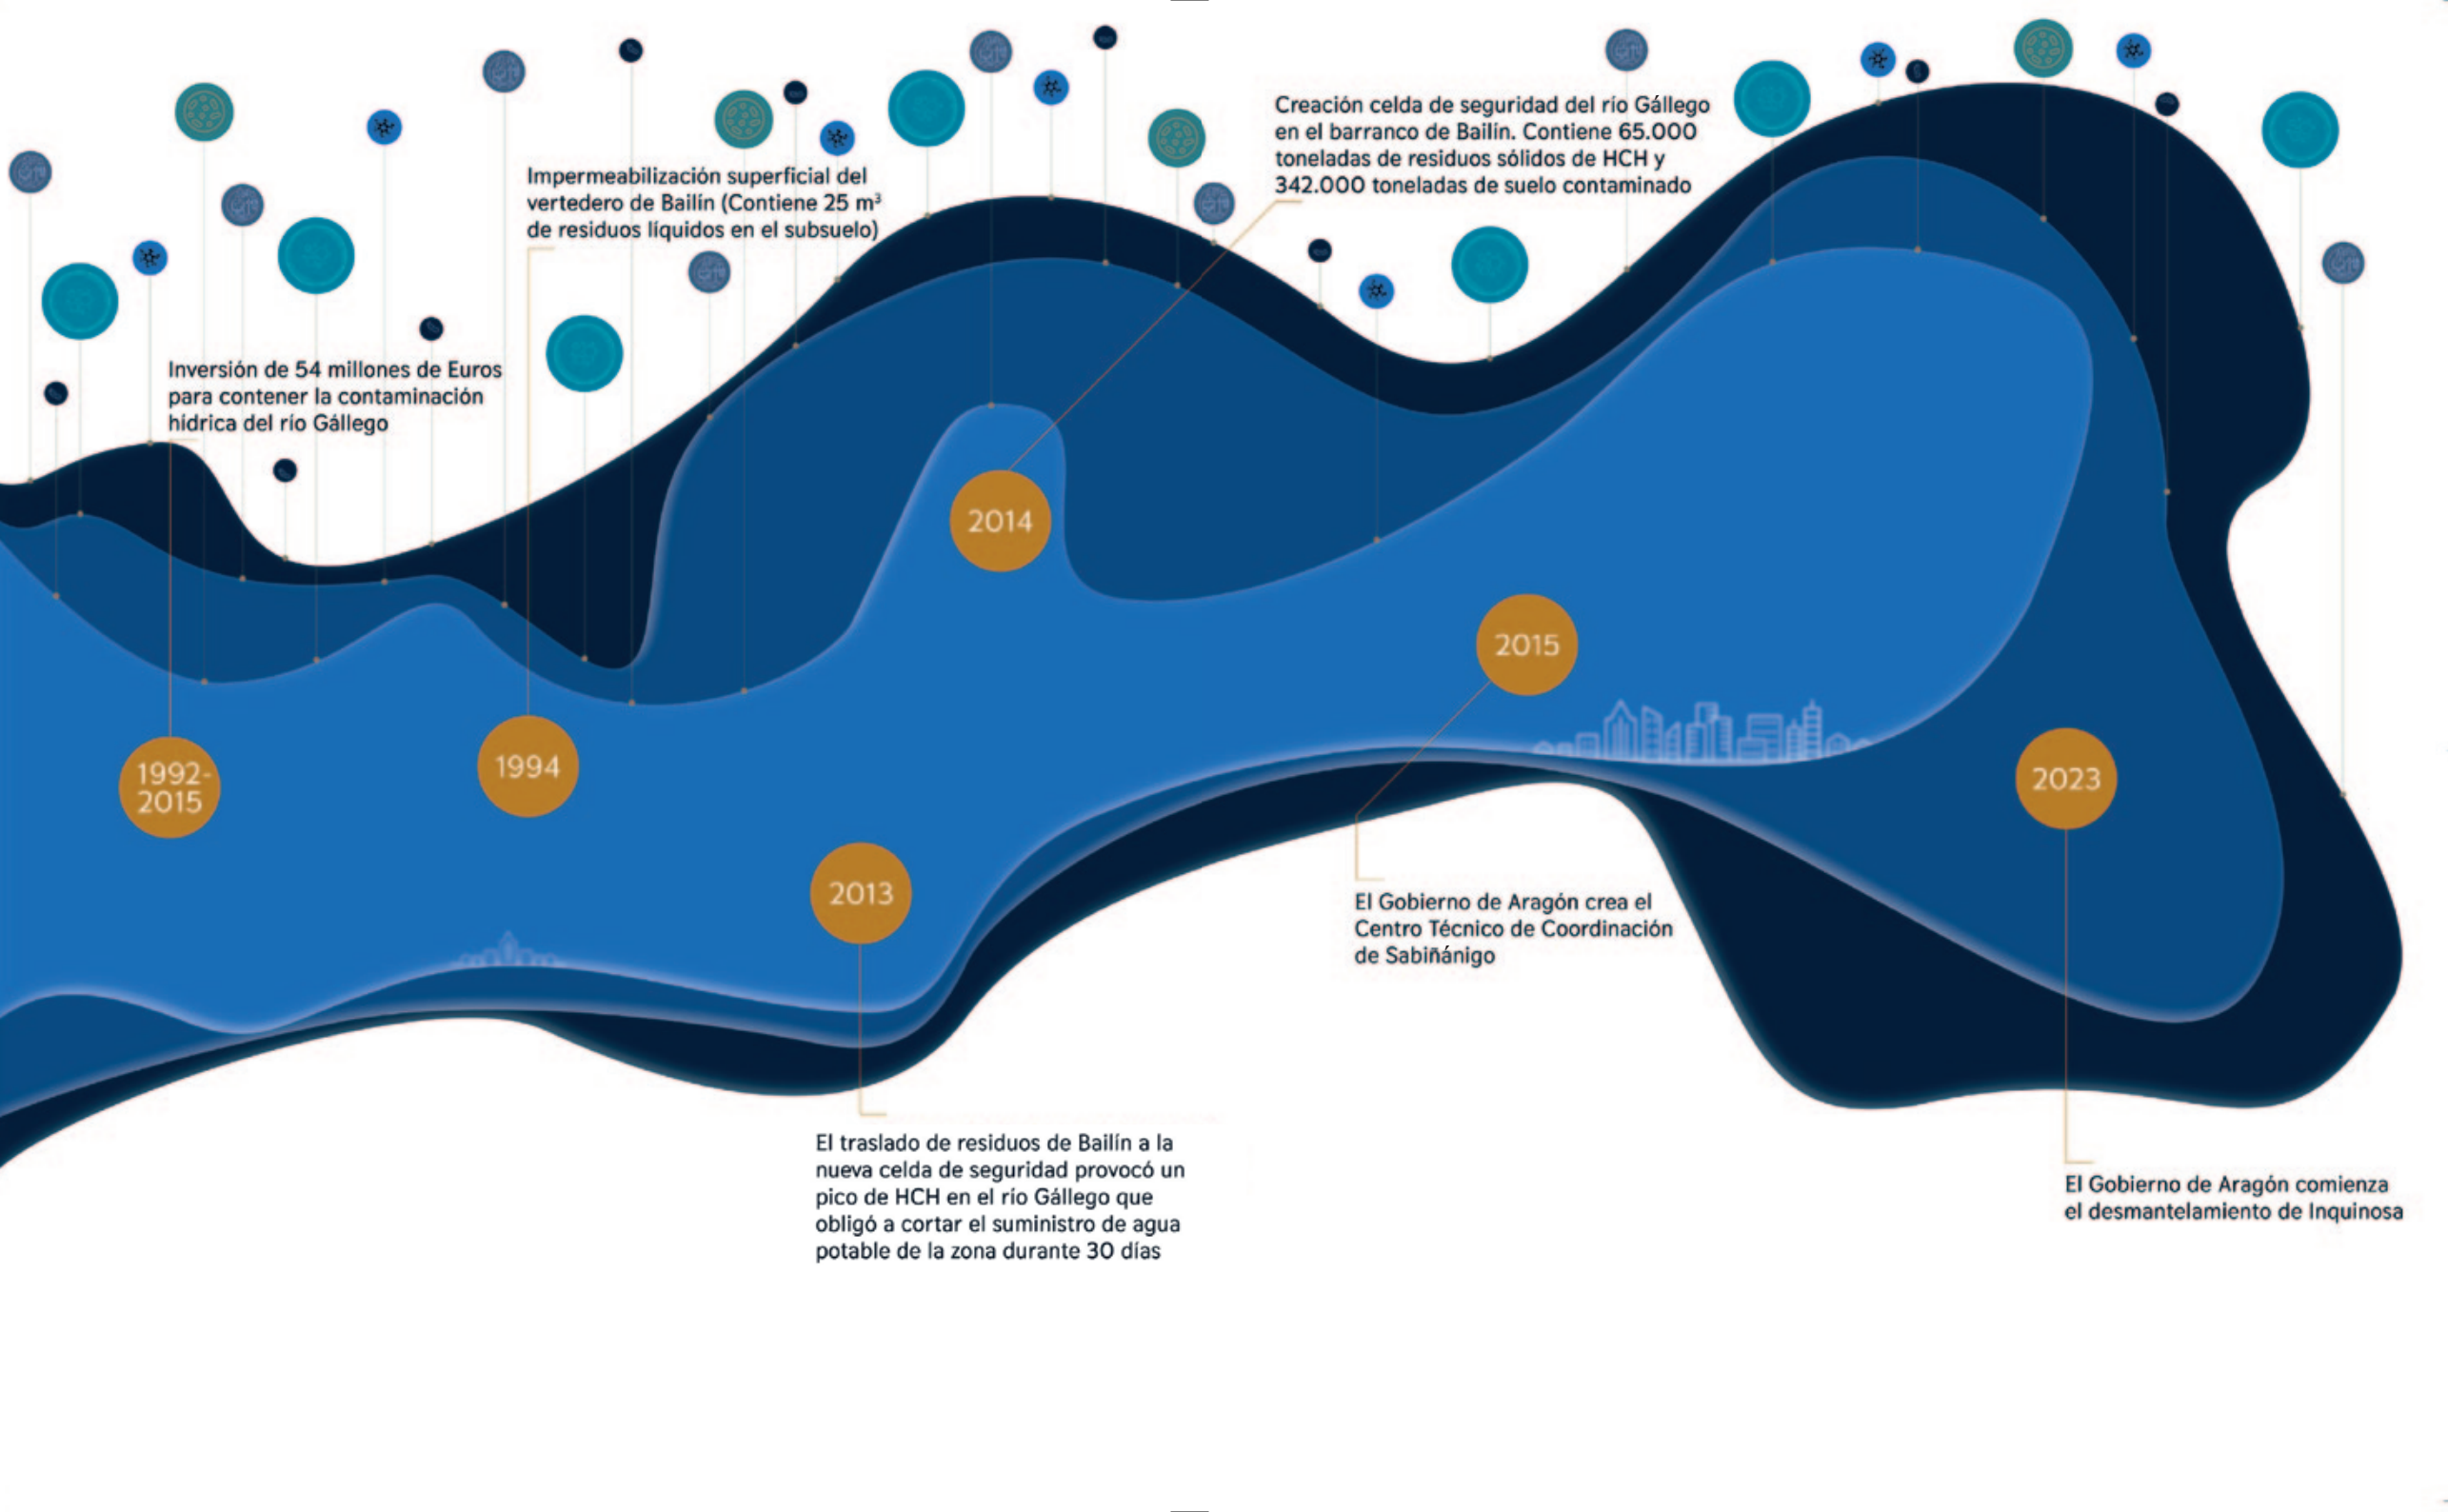 Creación celda de seguridad del río Gállego
en el barranco de Bailín. Contiene 65.000
toneladas de residuos sólidos de HCH y
342.000 toneladas de suelo contaminado
Impermeabilización superficial del
vertedero de Bailín (Contiene 25 m³
de residuos líquidos en el subsuelo)
Inversión de 54 millones de Euros
para contener la contaminación
hídrica del río Gállego
2014
2015
1994
1992-
2015
2023
2013
El Gobierno de Aragón crea el
Centro Técnico de Coordinación
de Sabiñánigo
El traslado de residuos de Bailín a la
nueva celda de seguridad provocó un
pico de HCH en el río Gállego que
obligó a cortar el suministro de agua
potable de la zona durante 30 días
El Gobierno de Aragón comienza
el desmantelamiento de Inquinosa